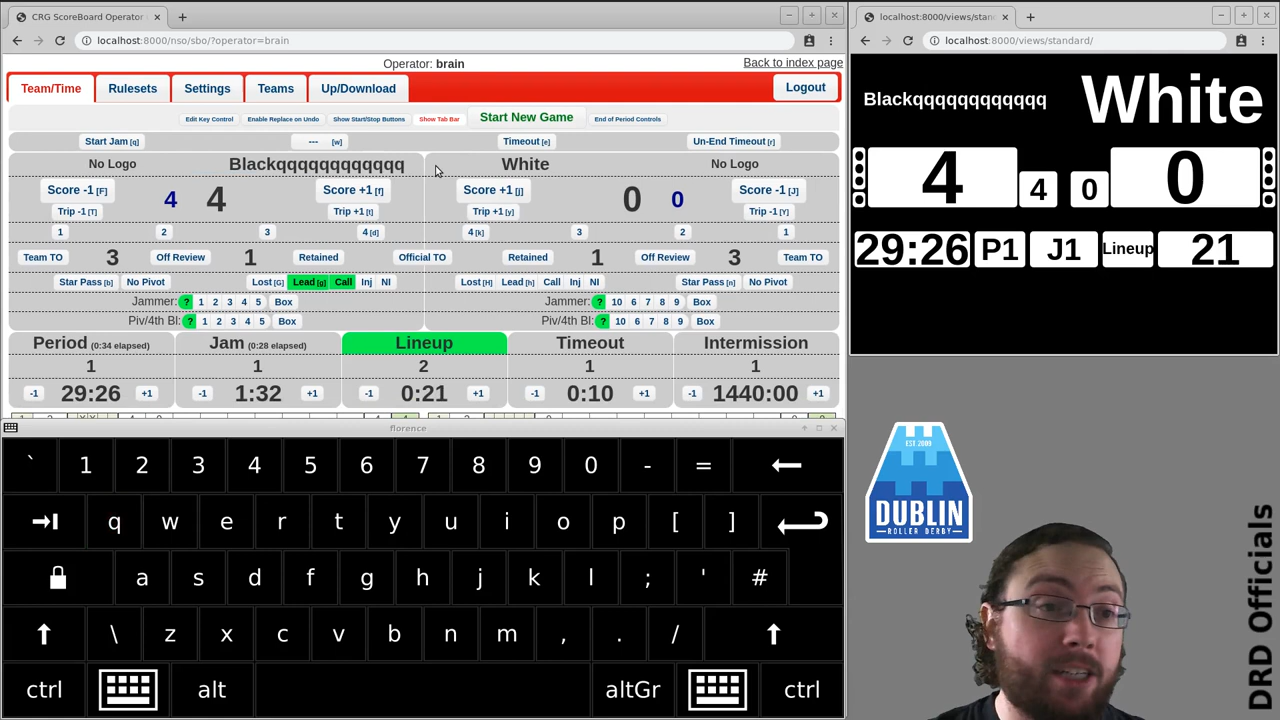 CRG ScoreBoard Operator
localhost:8000/nso/sbo/?operator=brain
Operator: brain
Back to index page
Team/Time Rulesets Settings Teams Up/Download Logout
Edit Key Control Enable Replace on Undo Show Start/Stop Buttons Show Tab Bar Start New Game End of Period Controls
Start Jam [q] --- [w] Timeout [e] Un-End Timeout [r]
No Logo Blackqqqqqqqqqqqq White No Logo
Score -1 [F] 4 4 Score +1 [f] Score +1 [j] 0 0 Score -1 [J]
Trip -1 [T] Trip +1 [t] Trip +1 [y] Trip -1 [Y]
1 2 3 4 [d] 4 [k] 3 2 1
Team TO 3 Off Review 1 Retained Official TO Retained 1 Off Review 3 Team TO
Star Pass [b] No Pivot Lost [G] Lead [g] Call Inj NI Lost [H] Lead [h] Call Inj NI Star Pass [n] No Pivot
Jammer: ? 1 2 3 4 5 Box Jammer: ? 10 6 7 8 9 Box
Piv/4th Bl: ? 1 2 3 4 5 Box Piv/4th Bl: ? 10 6 7 8 9 Box
Period (0:34 elapsed) Jam (0:28 elapsed) Lineup Timeout Intermission
1 1 2 1 1
-1 29:26 +1 -1 1:32 +1 -1 0:21 +1 -1 0:10 +1 -1 1440:00 +1
florence
` 1 2 3 4 5 6 7 8 9 0 - =
q w e r t y u i o p [ ]
a s d f g h j k l ; ' #
\ z x c v b n m , . /
ctrl alt altGr ctrl
localhost:8000/views/stan
localhost:8000/views/standard/
Blackqqqqqqqqqqqq White
4 4 0 0
29:26 P1 J1 Lineup 21
EST.2009
DUBLIN
ROLLER DERBY
DRD Officials